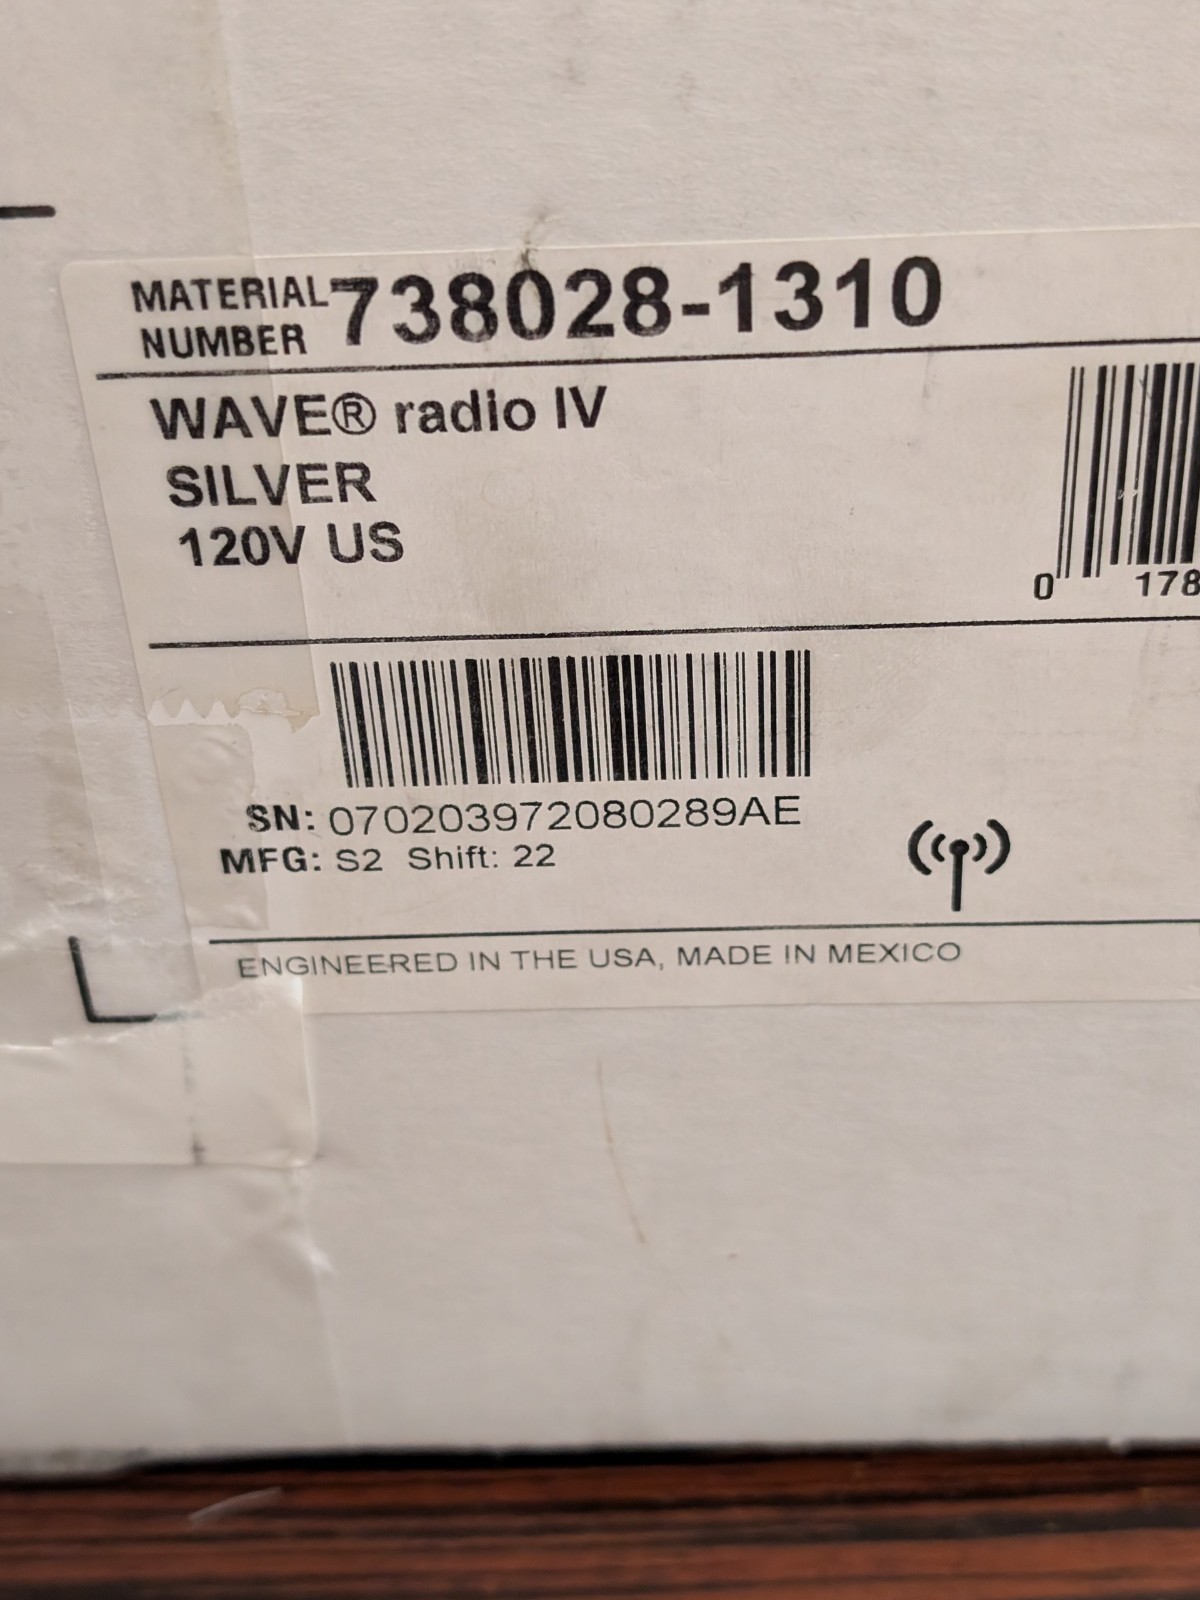 MATERIAL NUMBER 738028-1310
WAVE® radio IV
SILVER
120V US
0 178
SN: 070203972080289AE
MFG: S2 Shift: 22
ENGINEERED IN THE USA, MADE IN MEXICO